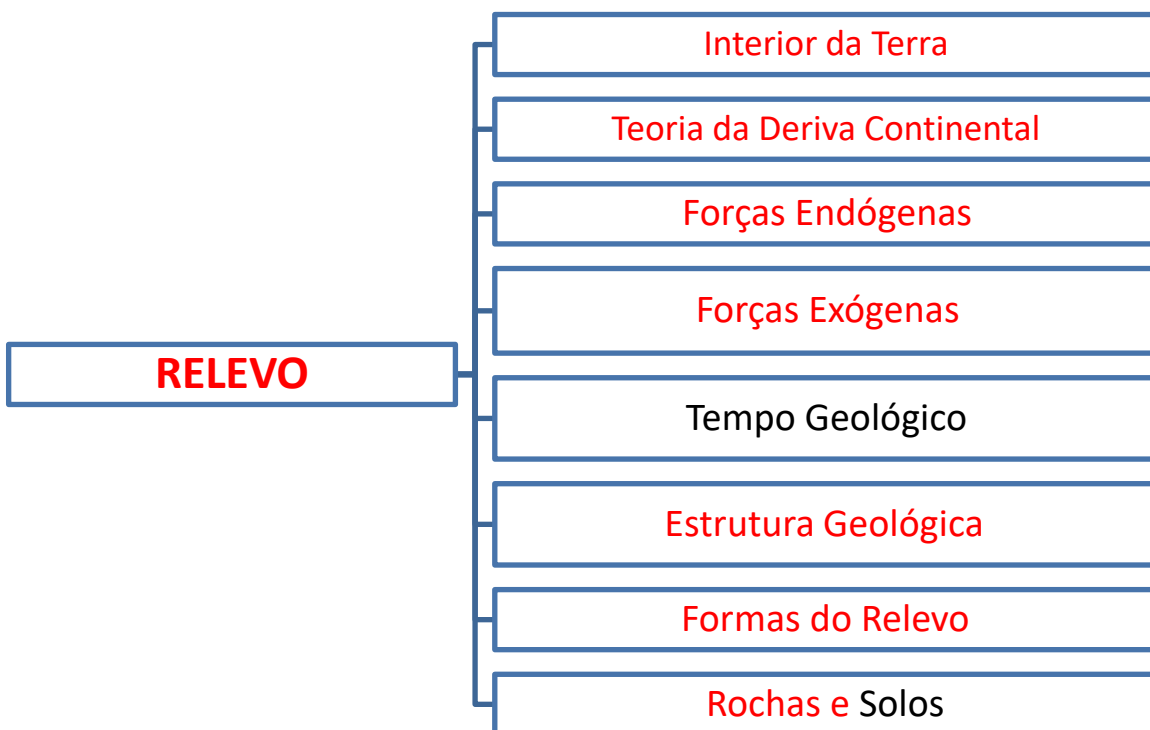 RELEVO
Interior da Terra
Teoria da Deriva Continental
Forças Endógenas
Forças Exógenas
Tempo Geológico
Estrutura Geológica
Formas do Relevo
Rochas e Solos